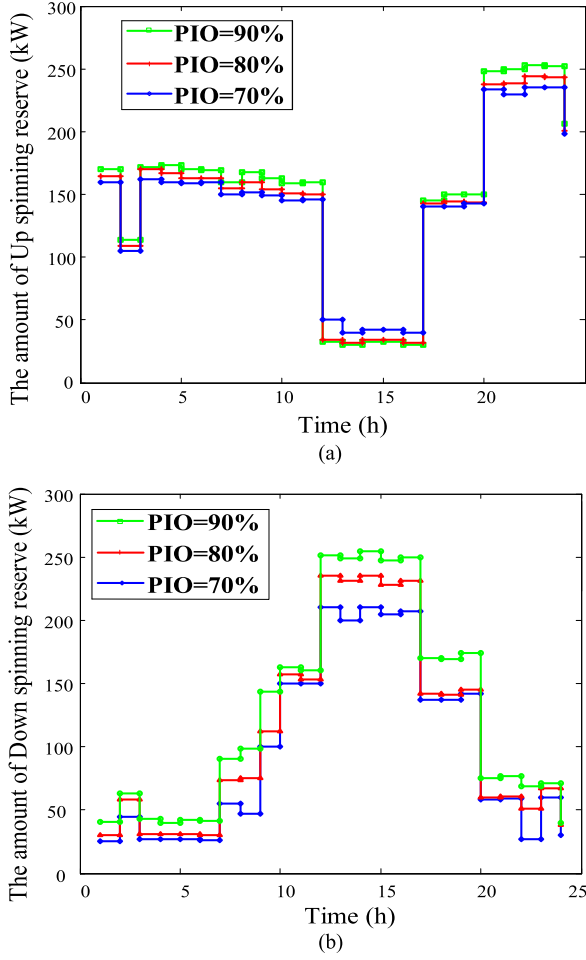 The amount of Up spinning reserve (kW)
300
250
200
150
100
50
0
PIO=90%
PIO=80%
PIO=70%
0 5 10 15 20
Time (h)
(a)
The amount of Down spinning reserve (kW)
300
250
200
150
100
50
0
PIO=90%
PIO=80%
PIO=70%
0 5 10 15 20 25
Time (h)
(b)